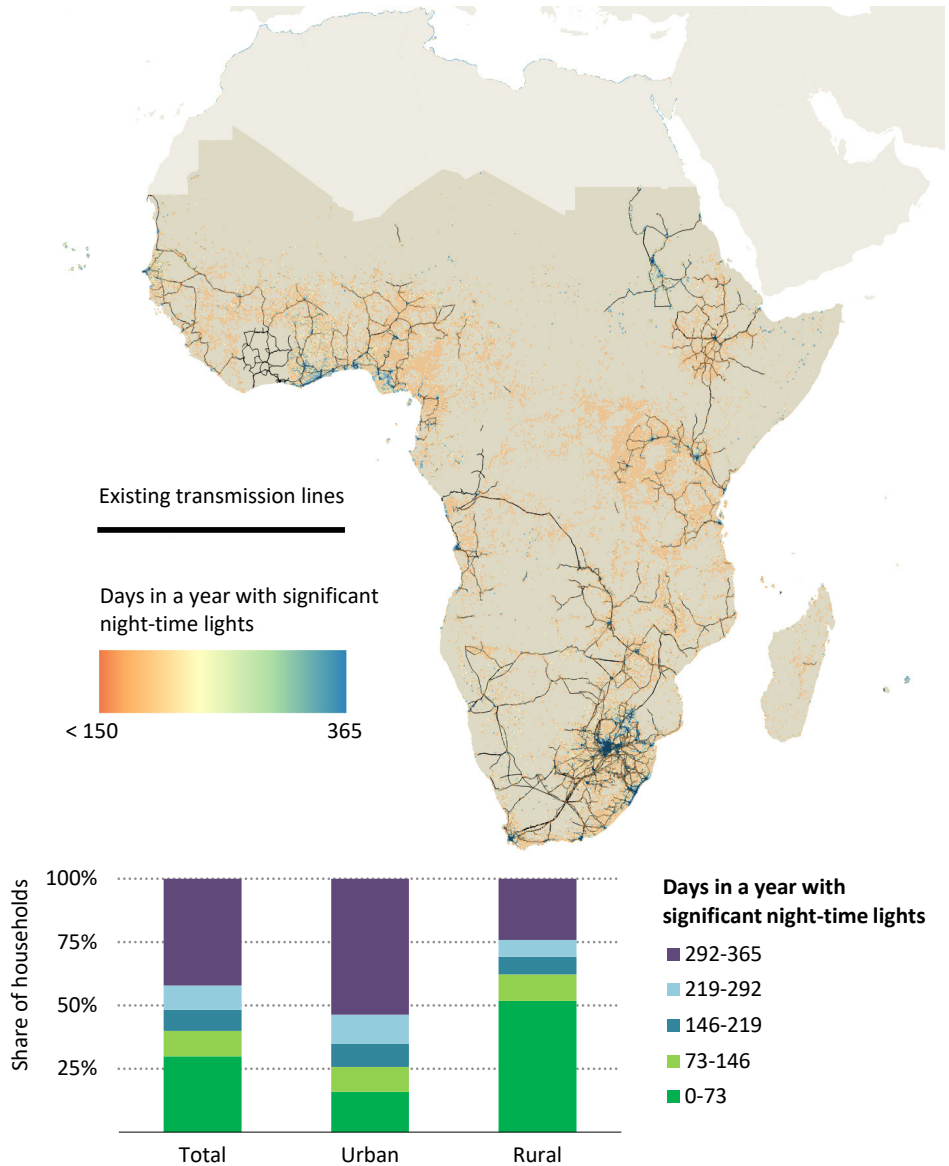 Existing transmission lines
Days in a year with significant
night-time lights
< 150
365
Share of households
100%
75%
50%
25%
Total
Urban
Rural
Days in a year with
significant night-time lights
292-365
219-292
146-219
73-146
0-73